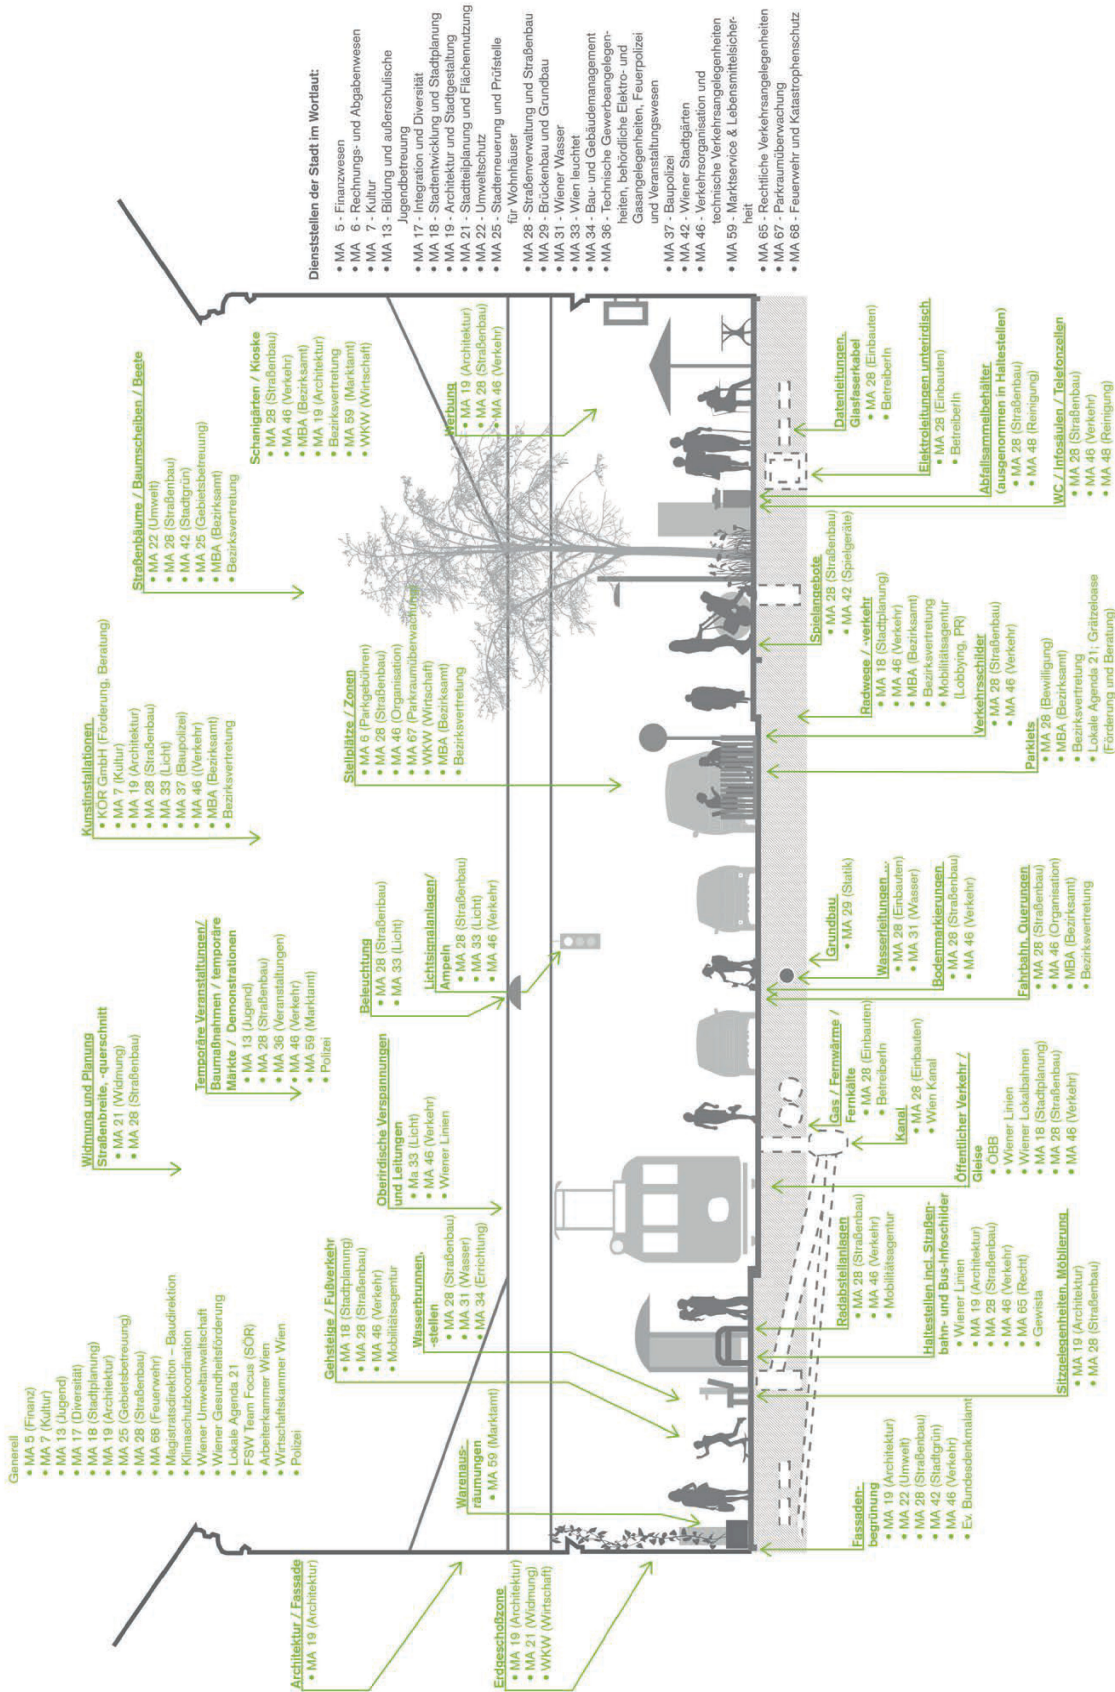 Generell
• MA 5 (Finanz)
• MA 7 (Kultur)
• MA 13 (Jugend)
• MA 17 (Diversität)
• MA 18 (Stadtplanung)
• MA 19 (Architektur)
• MA 25 (Gebietsbetreuung)
• MA 28 (Straßenbau)
• MA 68 (Feuerwehr)
• Magistratsdirektion – Baudirektion
• Klimaschutzkoordination
• Wiener Umweltanwaltschaft
• Wiener Gesundheitsförderung
• Lokale Agenda 21
• FSW Team Focus (SÖR)
• Arbeiterkammer Wien
• Wirtschaftskammer Wien
• Polizei
Widmung und Planung
Straßenbreite, -querschnitt
• MA 21 (Widmung)
• MA 28 (Straßenbau)
Temporäre Veranstaltungen/
Baumaßnahmen / temporäre
Märkte / Demonstrationen
• MA 13 (Jugend)
• MA 28 (Straßenbau)
• MA 36 (Veranstaltungen)
• MA 46 (Verkehr)
• MA 59 (Marktamt)
• Polizei
Kunstinstallationen
• KÖR GmbH (Förderung, Beratung)
• MA 7 (Kultur)
• MA 19 (Architektur)
• MA 28 (Straßenbau)
• MA 33 (Licht)
• MA 37 (Baupolizei)
• MA 46 ((Verkehr)
• MBA (Bezirksamt)
• Bezirksvertretung
Straßenbäume / Baumscheiben / Beete
• MA 22 (Umwelt)
• MA 28 (Straßenbau)
• MA 42 (Stadtgrün)
• MA 25 (Gebietsbetreuung)
• MBA (Bezirksamt)
• Bezirksvertretung
Schanigärten / Kioske
• MA 28 (Straßenbau)
• MA 46 (Verkehr)
• MBA (Bezirksamt)
• MA 19 (Architektur)
• Bezirksvertretung
• MA 59 (Marktamt)
• WKW (Wirtschaft)
Dienststellen der Stadt im Wortlaut:
• MA 5 - Finanzwesen
• MA 6 - Rechnungs- und Abgabenwesen
• MA 7 - Kultur
• MA 13 - Bildung und außerschulische
Jugendbetreuung
• MA 17 - Integration und Diversität
• MA 18 - Stadtentwicklung und Stadtplanung
• MA 19 - Architektur und Stadtgestaltung
• MA 21 - Stadtteilplanung und Flächennutzung
• MA 22 - Umweltschutz
• MA 25 - Stadterneuerung und Prüfstelle
für Wohnhäuser
• MA 28 - Straßenverwaltung und Straßenbau
• MA 29 - Brückenbau und Grundbau
• MA 31 - Wiener Wasser
• MA 33 - Wien leuchtet
• MA 34 - Bau- und Gebäudemanagement
• MA 36 - Technische Gewerbeangelegen-
heiten, behördliche Elektro- und
Gasangelegenheiten, Feuerpolizei
und Veranstaltungswesen
• MA 37 - Baupolizei
• MA 42 - Wiener Stadtgärten
• MA 46 - Verkehrsorganisation und
technische Verkehrsangelegenheiten
• MA 59 - Marktservice & Lebensmittelsicher-
heit
• MA 65 - Rechtliche Verkehrsangelegenheiten
• MA 67 - Parkraumüberwachung
• MA 68 - Feuerwehr und Katastrophenschutz
Architektur / Fassade
• MA 19 (Architektur)
Erdgeschoßzone
• MA 19 (Architektur)
• MA 21 (Widmung)
• WKW (Wirtschaft)
Warenaus-
räumungen
• MA 59 (Marktamt)
Gehsteige / Fußverkehr
• MA 18 (Stadtplanung)
• MA 28 (Straßenbau)
• MA 46 (Verkehr)
• Mobilitätsagentur
Wasserbrunnen,
-stellen
• MA 28 (Straßenbau)
• MA 31 (Wasser)
• MA 34 (Errichtung)
Oberirdische Verspannungen
und Leitungen
• Ma 33 (Licht)
• MA 46 (Verkehr)
• Wiener Linien
Beleuchtung
• MA 28 (Straßenbau)
• MA 33 (Licht)
Lichtsignalanlagen/
Ampeln
• MA 28 (Straßenbau)
• MA 33 (Licht)
• MA 46 (Verkehr)
Stellplätze / Zonen
• MA 6 (Parkgebühren)
• MA 28 (Straßenbau)
• MA 46 (Organisation)
• MA 67 (Parkraumüberwachung)
• WKW (Wirtschaft)
• MBA (Bezirksamt)
• Bezirksvertretung
Werbung
• MA 19 (Architektur)
• MA 28 (Straßenbau)
• MA 46 (Verkehr)
Fassaden-
begrünung
• MA 19 (Architektur)
• MA 22 (Umwelt)
• MA 28 (Straßenbau)
• MA 42 (Stadtgrün)
• MA 46 (Verkehr)
• Ev. Bundesdenkmalamt
Sitzgelegenheiten, Möblierung
• MA 19 (Architektur)
• MA 28 (Straßenbau)
Haltestellen incl. Straßen-
bahn- und Bus-Infoschilder
• Wiener Linien
• MA 19 (Architektur)
• MA 28 (Straßenbau)
• MA 46 (Verkehr)
• MA 65 (Recht)
• Gewista
Radabstellanlagen
• MA 28 (Straßenbau)
• MA 46 (Verkehr)
• Mobilitätsagentur
Öffentlicher Verkehr /
Gleise
• ÖBB
• Wiener Linien
• Wiener Lokalbahnen
• MA 18 (Stadtplanung)
• MA 28 (Straßenbau)
• MA 46 (Verkehr)
Kanal
• MA 28 (Einbauten)
• Wien Kanal
Gas / Fernwärme /
Fernkälte
• MA 28 (Einbauten)
• BetreiberIn
Fahrbahn, Querungen
• MA 28 (Straßenbau)
• MA 46 (Organisation)
• MBA (Bezirksamt)
• Bezirksvertretung
Bodenmarkierungen
• MA 28 (Straßenbau)
• MA 46 (Verkehr)
Wasserleitungen ...
• MA 28 (Einbauten)
• MA 31 (Wasser)
Grundbau
• MA 29 (Statik)
Parklets
• MA 28 (Bewilligung)
• MBA (Bezirksamt)
• Bezirksvertretung
• Lokale Agenda 21; Grätzeloase
(Förderung und Beratung)
Verkehrsschilder
• MA 28 (Straßenbau)
• MA 46 (Verkehr)
Radwege / -verkehr
• MA 18 (Stadtplanung)
• MA 46 (Verkehr)
• MBA (Bezirksamt)
• Bezirksvertretung
• Mobilitätsagentur
(Lobbying, PR)
Spielangebote
• MA 28 (Straßenbau)
• MA 42 (Spielgeräte)
WC / Infosäulen / Telefonzellen
• MA 28 (Straßenbau)
• MA 46 (Verkehr)
• MA 48 (Reinigung)
Abfallsammelbehälter
(ausgenommen in Haltestellen)
• MA 28 (Straßenbau)
• MA 48 (Reinigung)
Elektroleitungen unterirdisch
• MA 28 (Einbauten)
• BetreiberIn
Datenleitungen,
Glasfaserkabel
• MA 28 (Einbauten)
• BetreiberIn